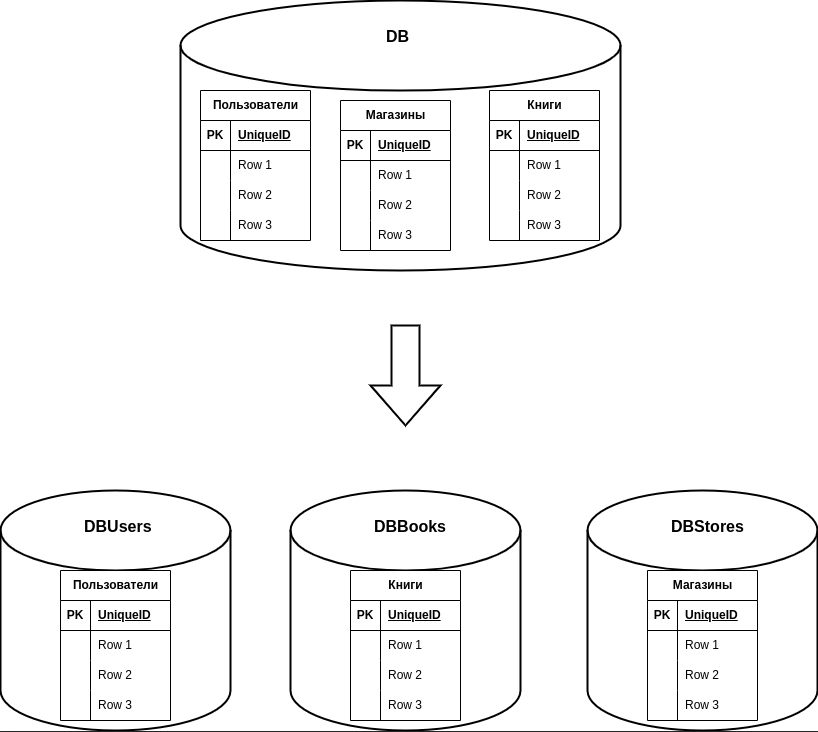 DB
Пользователи
PK UniqueID
Row 1
Row 2
Row 3
Магазины
PK UniqueID
Row 1
Row 2
Row 3
Книги
PK UniqueID
Row 1
Row 2
Row 3
DBUsers
Пользователи
PK UniqueID
Row 1
Row 2
Row 3
DBBooks
Книги
PK UniqueID
Row 1
Row 2
Row 3
DBStores
Магазины
PK UniqueID
Row 1
Row 2
Row 3